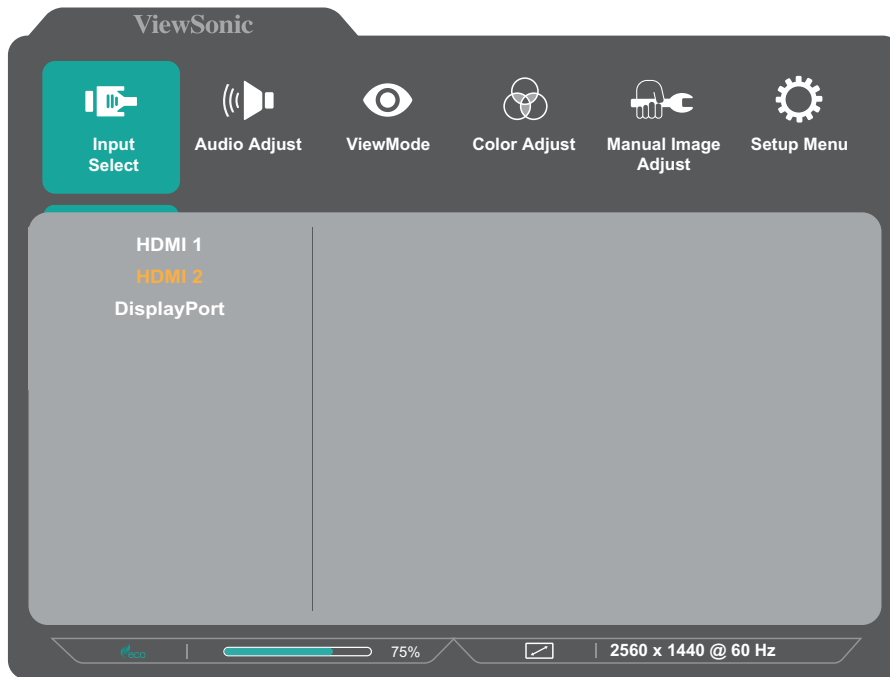 ViewSonic
Input
Select
Audio Adjust
ViewMode
Color Adjust
Manual Image
Adjust
Setup Menu
HDMI 1
HDMI 2
DisplayPort
eco
75%
2560 x 1440 @ 60 Hz